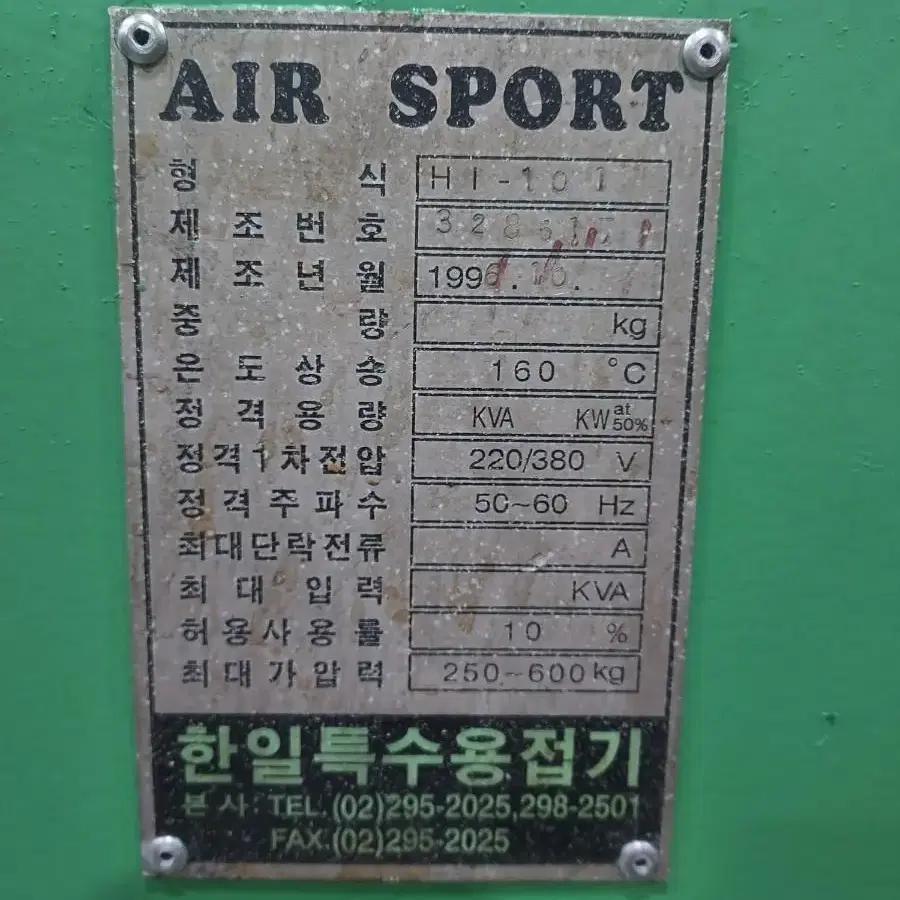 AIR SPORT
형 식 HI-101
제 조 번 호
제 조 년 월 1996.10.
중 량 kg
온 도 상 승 160 °C
정 격 용 량 KVA KW at 50%
정격1차전압 220/380 V
정격주파수 50~60 Hz
최대단락전류 A
최 대 입 력 KVA
허용사용률 10 %
최대가압력 250~600kg
한일특수용접기
본사: TEL.(02)295-2025,298-2501
FAX.(02)295-2025